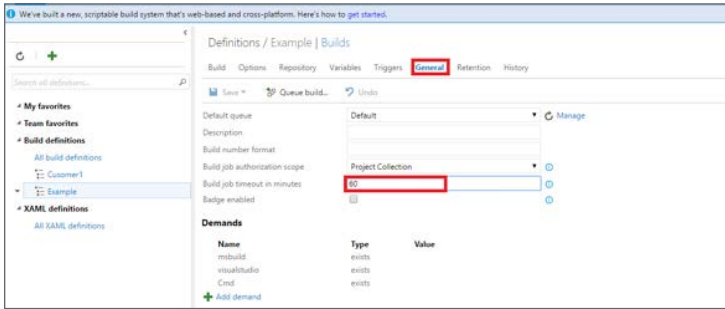 We've built a new, scriptable build system that's web-based and cross-platform. Here's how to get started.
Definitions / Example | Builds
Build Options Repository Variables Triggers General Retention History
Search all definitions...
Save Queue build... Undo
My favorites
Team favorites
Build definitions
All build definitions
Cusomer1
Example
XAML definitions
All XAML definitions
Default queue Default Manage
Description
Build number format
Build job authorization scope Project Collection
Build job timeout in minutes 60
Badge enabled
Demands
Name Type Value
msbuild exists
visualstudio exists
Cmd exists
Add demand